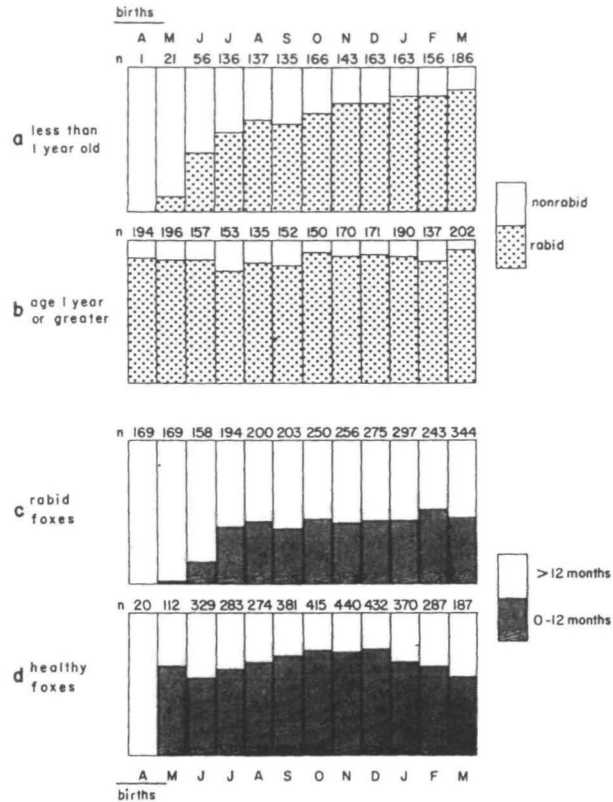 births
A M J J A S O N D J F M
n 1 21 56 136 137 135 166 143 163 163 156 186
a less than
1 year old
nonrabid
rabid
n 194 196 157 153 135 152 150 170 171 190 137 202
b age 1 year
or greater
n 169 169 158 194 200 203 250 256 275 297 243 344
c rabid
foxes
>12 months
0-12 months
n 20 112 329 283 274 381 415 440 432 370 287 187
d healthy
foxes
A M J J A S O N D J F M
births